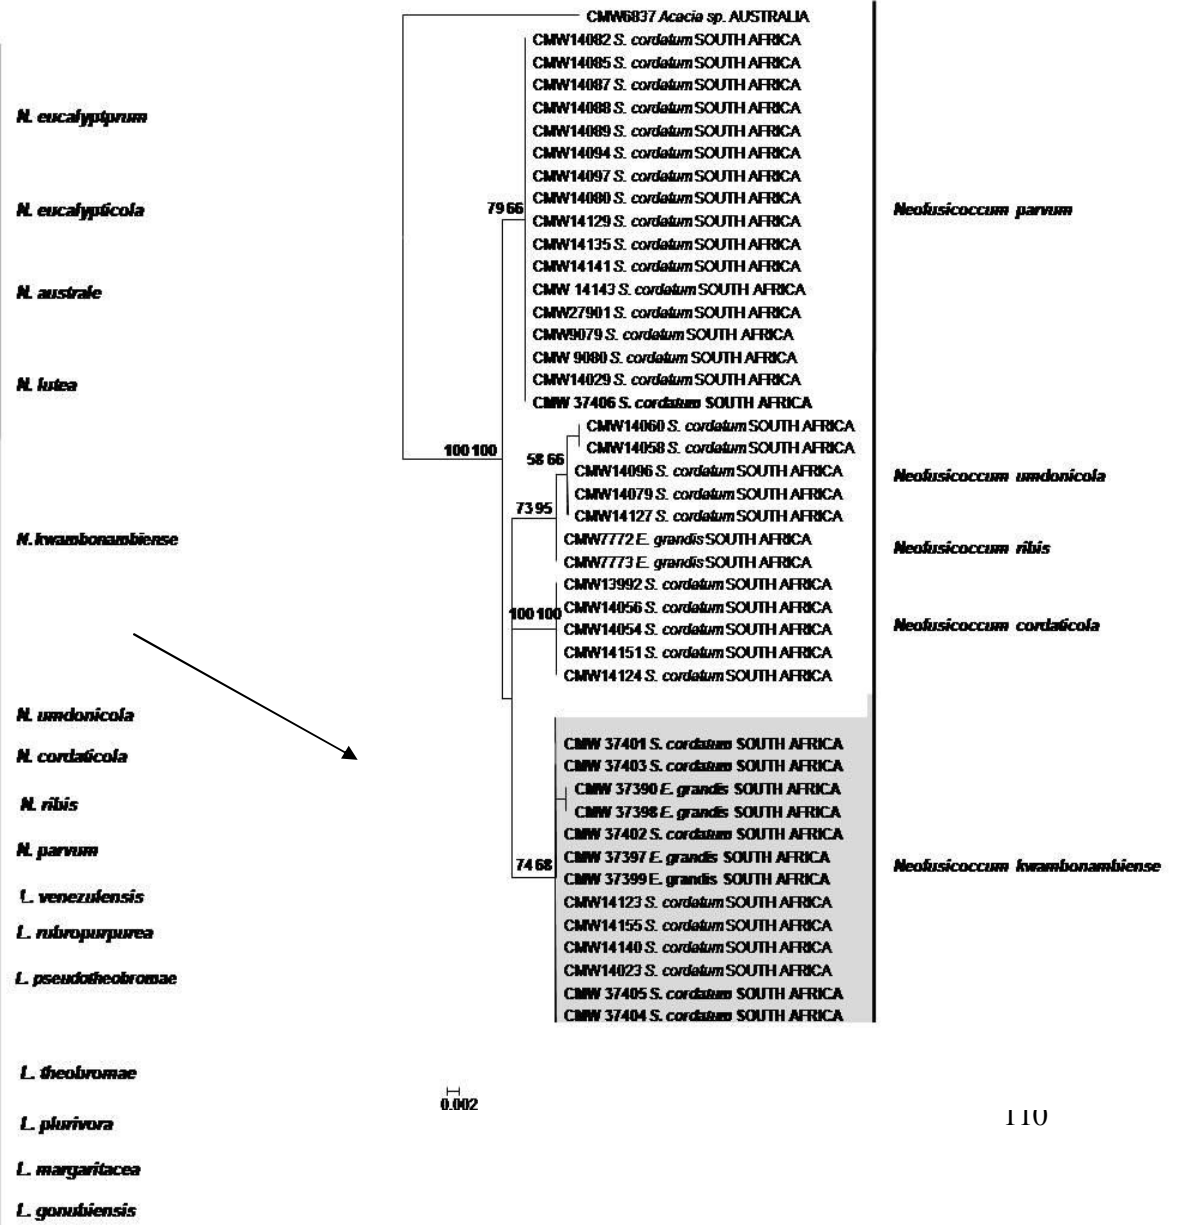 N. eucalyptprum
N. eucalypticola
N. australe
N. lutea
N. kwambonambiense
N. umdonicola
N. cordaticola
N. ribis
N. parvum
L. venezulensis
L. rubropurpurea
L. pseudotheobromae
L. theobromae
L. plurivora
L. margaritacea
L. gonubiensis
CMW6837 Acacia sp. AUSTRALIA
CMW14082 S. cordatum SOUTH AFRICA
CMW14085 S. cordatum SOUTH AFRICA
CMW14087 S. cordatum SOUTH AFRICA
CMW14088 S. cordatum SOUTH AFRICA
CMW14089 S. cordatum SOUTH AFRICA
CMW14094 S. cordatum SOUTH AFRICA
CMW14097 S. cordatum SOUTH AFRICA
CMW14080 S. cordatum SOUTH AFRICA
CMW14129 S. cordatum SOUTH AFRICA
CMW14135 S. cordatum SOUTH AFRICA
CMW14141 S. cordatum SOUTH AFRICA
CMW 14143 S. cordatum SOUTH AFRICA
CMW27901 S. cordatum SOUTH AFRICA
CMW9079 S. cordatum SOUTH AFRICA
CMW 9080 S. cordatum SOUTH AFRICA
CMW14029 S. cordatum SOUTH AFRICA
CMW 37406 S. cordatum SOUTH AFRICA
CMW14060 S. cordatum SOUTH AFRICA
CMW14058 S. cordatum SOUTH AFRICA
CMW14096 S. cordatum SOUTH AFRICA
CMW14079 S. cordatum SOUTH AFRICA
CMW14127 S. cordatum SOUTH AFRICA
CMW7772 E. grandis SOUTH AFRICA
CMW7773 E. grandis SOUTH AFRICA
CMW13992 S. cordatum SOUTH AFRICA
CMW14056 S. cordatum SOUTH AFRICA
CMW14054 S. cordatum SOUTH AFRICA
CMW14151 S. cordatum SOUTH AFRICA
CMW14124 S. cordatum SOUTH AFRICA
CMW 37401 S. cordatum SOUTH AFRICA
CMW 37403 S. cordatum SOUTH AFRICA
CMW 37390 E. grandis SOUTH AFRICA
CMW 37398 E. grandis SOUTH AFRICA
CMW 37402 S. cordatum SOUTH AFRICA
CMW 37397 E. grandis SOUTH AFRICA
CMW 37399 E. grandis SOUTH AFRICA
CMW14123 S. cordatum SOUTH AFRICA
CMW14155 S. cordatum SOUTH AFRICA
CMW14140 S. cordatum SOUTH AFRICA
CMW14023 S. cordatum SOUTH AFRICA
CMW 37405 S. cordatum SOUTH AFRICA
CMW 37404 S. cordatum SOUTH AFRICA
79 66
100 100
58 66
73 95
100 100
74 68
0.002
Neofusicoccum parvum
Neofusicoccum umdonicola
Neofusicoccum ribis
Neofusicoccum cordaticola
Neofusicoccum kwambonambiense
110